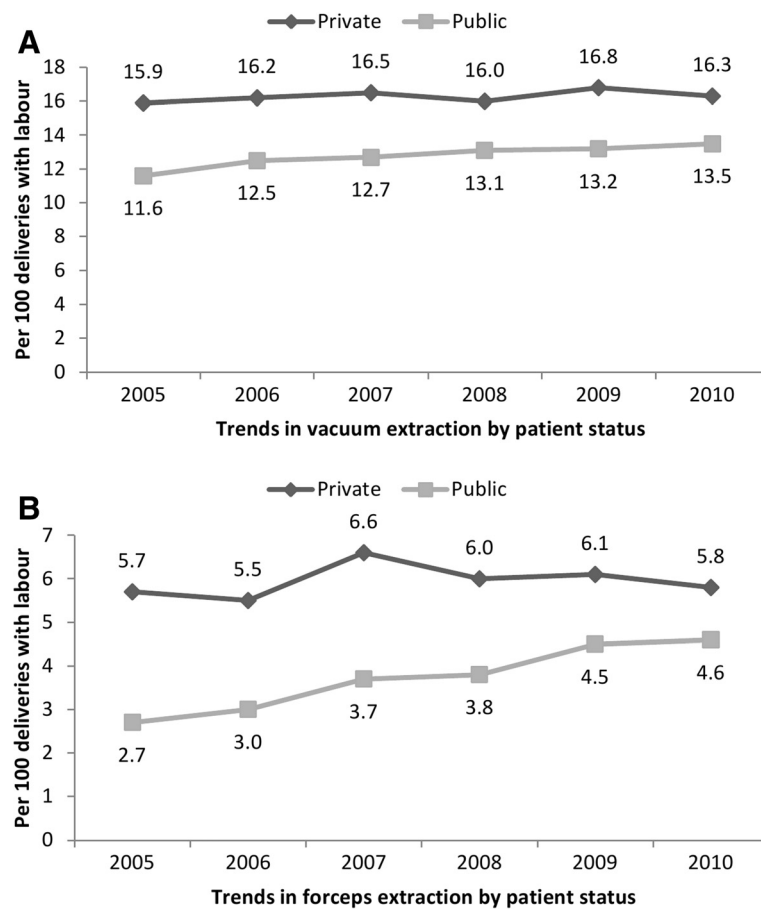 Private Public
A
18
16
14
12
10
8
6
4
2
0
Per 100 deliveries with labour
15.9 16.2 16.5 16.0 16.8 16.3
11.6 12.5 12.7 13.1 13.2 13.5
2005 2006 2007 2008 2009 2010
Trends in vacuum extraction by patient status
Private Public
B
7
6
5
4
3
2
1
0
Per 100 deliveries with labour
5.7 5.5 6.6 6.0 6.1 5.8
2.7 3.0 3.7 3.8 4.5 4.6
2005 2006 2007 2008 2009 2010
Trends in forceps extraction by patient status